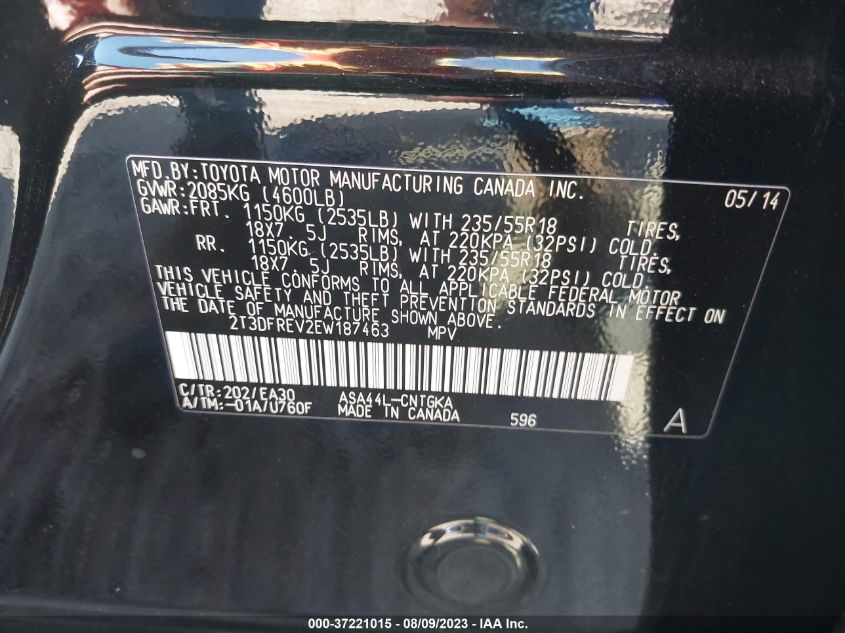 MFD.BY:TOYOTA MOTOR MANUFACTURING CANADA INC. 05/14
GVWR:2085KG (4600LB)
GAWR:FRT. 1150KG (2535LB) WITH 235/55R18 TIRES,
18X7.5J RIMS, AT 220KPA (32PSI) COLD.
RR. 1150KG (2535LB) WITH 235/55R18 TIRES,
18X7.5J RIMS, AT 220KPA (32PSI) COLD.
THIS VEHICLE CONFORMS TO ALL APPLICABLE FEDERAL MOTOR
VEHICLE SAFETY AND THEFT PREVENTION STANDARDS IN EFFECT ON
THE DATE OF MANUFACTURE SHOWN ABOVE.
2T3DFREV2EW187463 MPV
C/TR:202/EA30 ASA44L-CNTGKA
A/TM:-01A/U760F MADE IN CANADA 596 A
000-37221015 - 08/09/2023 - IAA Inc.